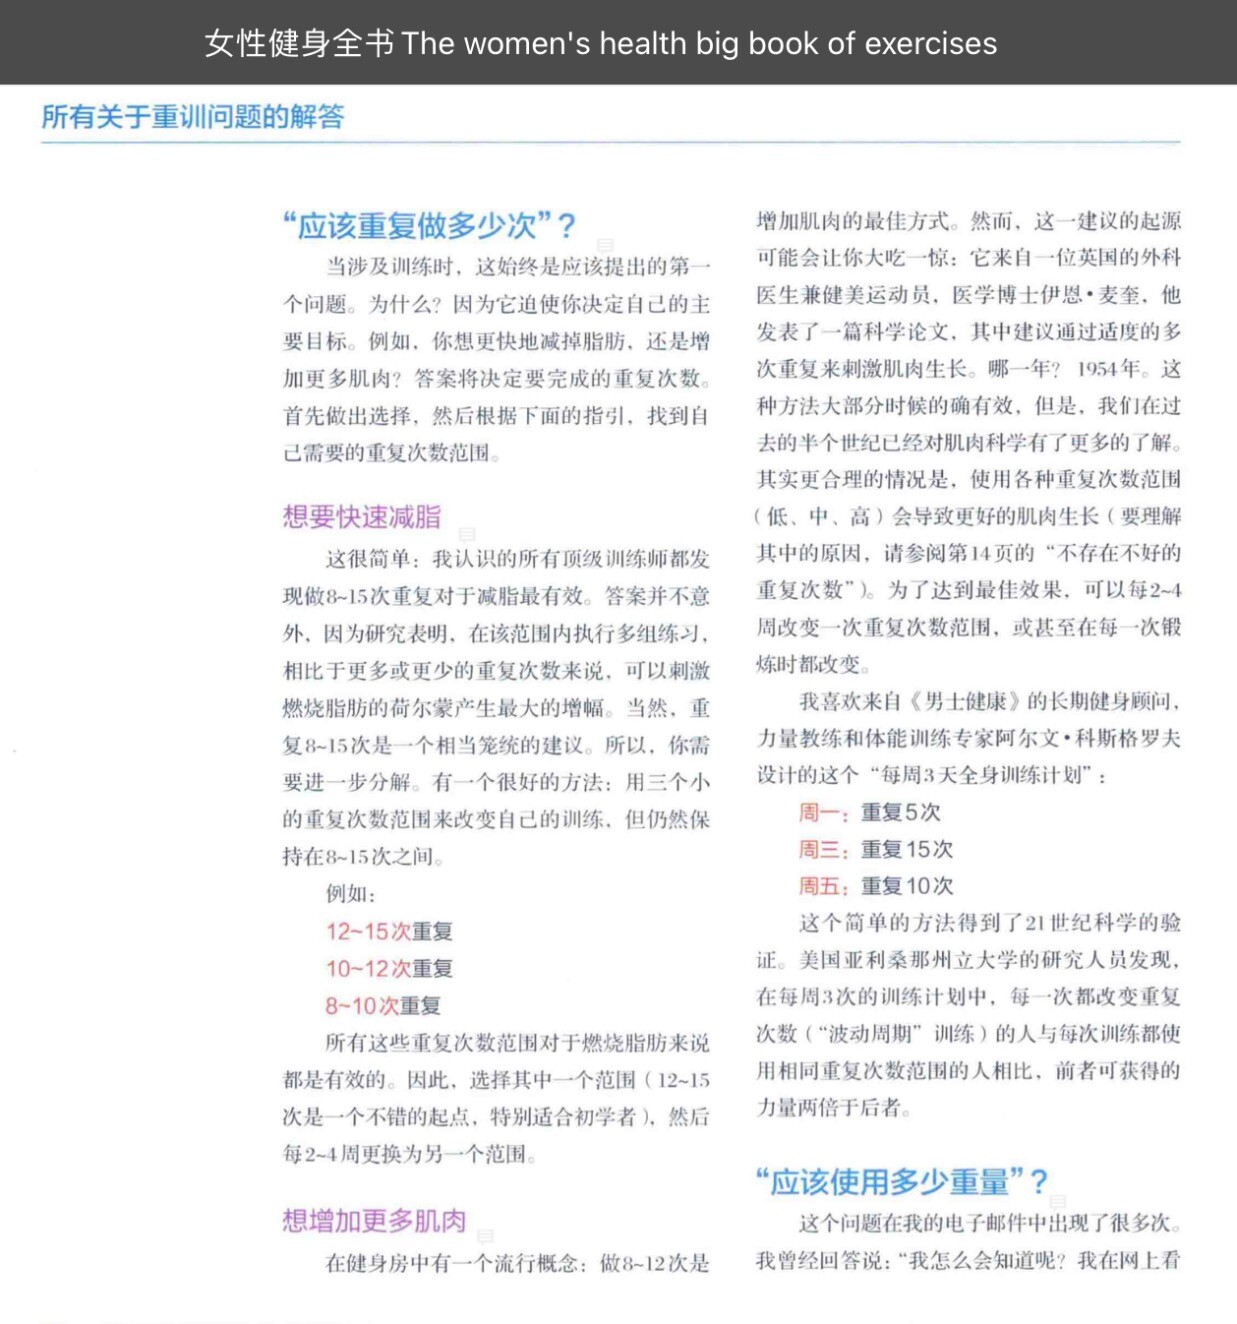 女性健身全书 The women's health big book of exercises
所有关于重训问题的解答
“应该重复做多少次”？
当涉及训练时，这始终是应该提出的第一
个问题。为什么？因为它迫使你决定自己的主
要目标。例如，你想更快地减掉脂肪，还是增
加更多肌肉？答案将决定要完成的重复次数。
首先做出选择，然后根据下面的指引，找到自
己需要的重复次数范围。
想要快速减脂
这很简单：我认识的所有顶级训练师都发
现做8~15次重复对于减脂最有效。答案并不意
外，因为研究表明，在该范围内执行多组练习，
相比于更多或更少的重复次数来说，可以刺激
燃烧脂肪的荷尔蒙产生最大的增幅。当然，重
复8~15次是一个相当笼统的建议。所以，你需
要进一步分解。有一个很好的方法：用三个小
的重复次数范围来改变自己的训练，但仍然保
持在8~15次之间。
例如：
12~15次重复
10~12次重复
8~10次重复
所有这些重复次数范围对于燃烧脂肪来说
都是有效的。因此，选择其中一个范围（12~15
次是一个不错的起点，特别适合初学者），然后
每2~4周更换为另一个范围。
想增加更多肌肉
在健身房中有一个流行概念：做8~12次是
增加肌肉的最佳方式。然而，这一建议的起源
可能会让你大吃一惊：它来自一位英国的外科
医生兼健美运动员，医学博士伊恩•麦奎，他
发表了一篇科学论文，其中建议通过适度的多
次重复来刺激肌肉生长。哪一年？1954年。这
种方法大部分时候的确有效，但是，我们在过
去的半个世纪已经对肌肉科学有了更多的了解。
其实更合理的情况是，使用各种重复次数范围
（低、中、高）会导致更好的肌肉生长（要理解
其中的原因，请参阅第14页的“不存在不好的
重复次数”）。为了达到最佳效果，可以每2~4
周改变一次重复次数范围，或甚至在每一次锻
炼时都改变。
我喜欢来自《男士健康》的长期健身顾问，
力量教练和体能训练专家阿尔文•科斯格罗夫
设计的这个“每周3天全身训练计划”：
周一：重复5次
周三：重复15次
周五：重复10次
这个简单的方法得到了21世纪科学的验
证。美国亚利桑那州立大学的研究人员发现，
在每周3次的训练计划中，每一次都改变重复
次数（“波动周期”训练）的人与每次训练都使
用相同重复次数范围的人相比，前者可获得的
力量两倍于后者。
“应该使用多少重量”？
这个问题在我的电子邮件中出现了很多次。
我曾经回答说：“我怎么会知道呢？我在网上看